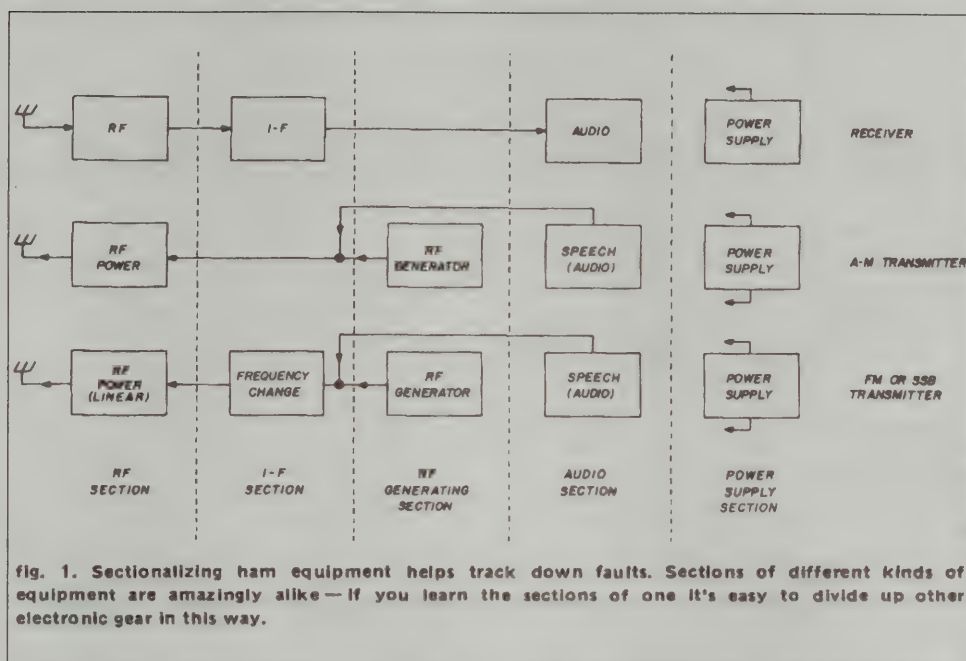 RF
I-F
AUDIO
POWER
SUPPLY
RECEIVER
RF
POWER
RF
GENERATOR
SPEECH
(AUDIO)
POWER
SUPPLY
A-M TRANSMITTER
RF
POWER
(LINEAR)
FREQUENCY
CHANGE
RF
GENERATOR
SPEECH
(AUDIO)
POWER
SUPPLY
FM OR SSB
TRANSMITTER
RF
SECTION
I-F
SECTION
RF
GENERATING
SECTION
AUDIO
SECTION
POWER
SUPPLY
SECTION
fig. 1. Sectionalizing ham equipment helps track down faults. Sections of different kinds of
equipment are amazingly alike — If you learn the sections of one it's easy to divide up other
electronic gear in this way.